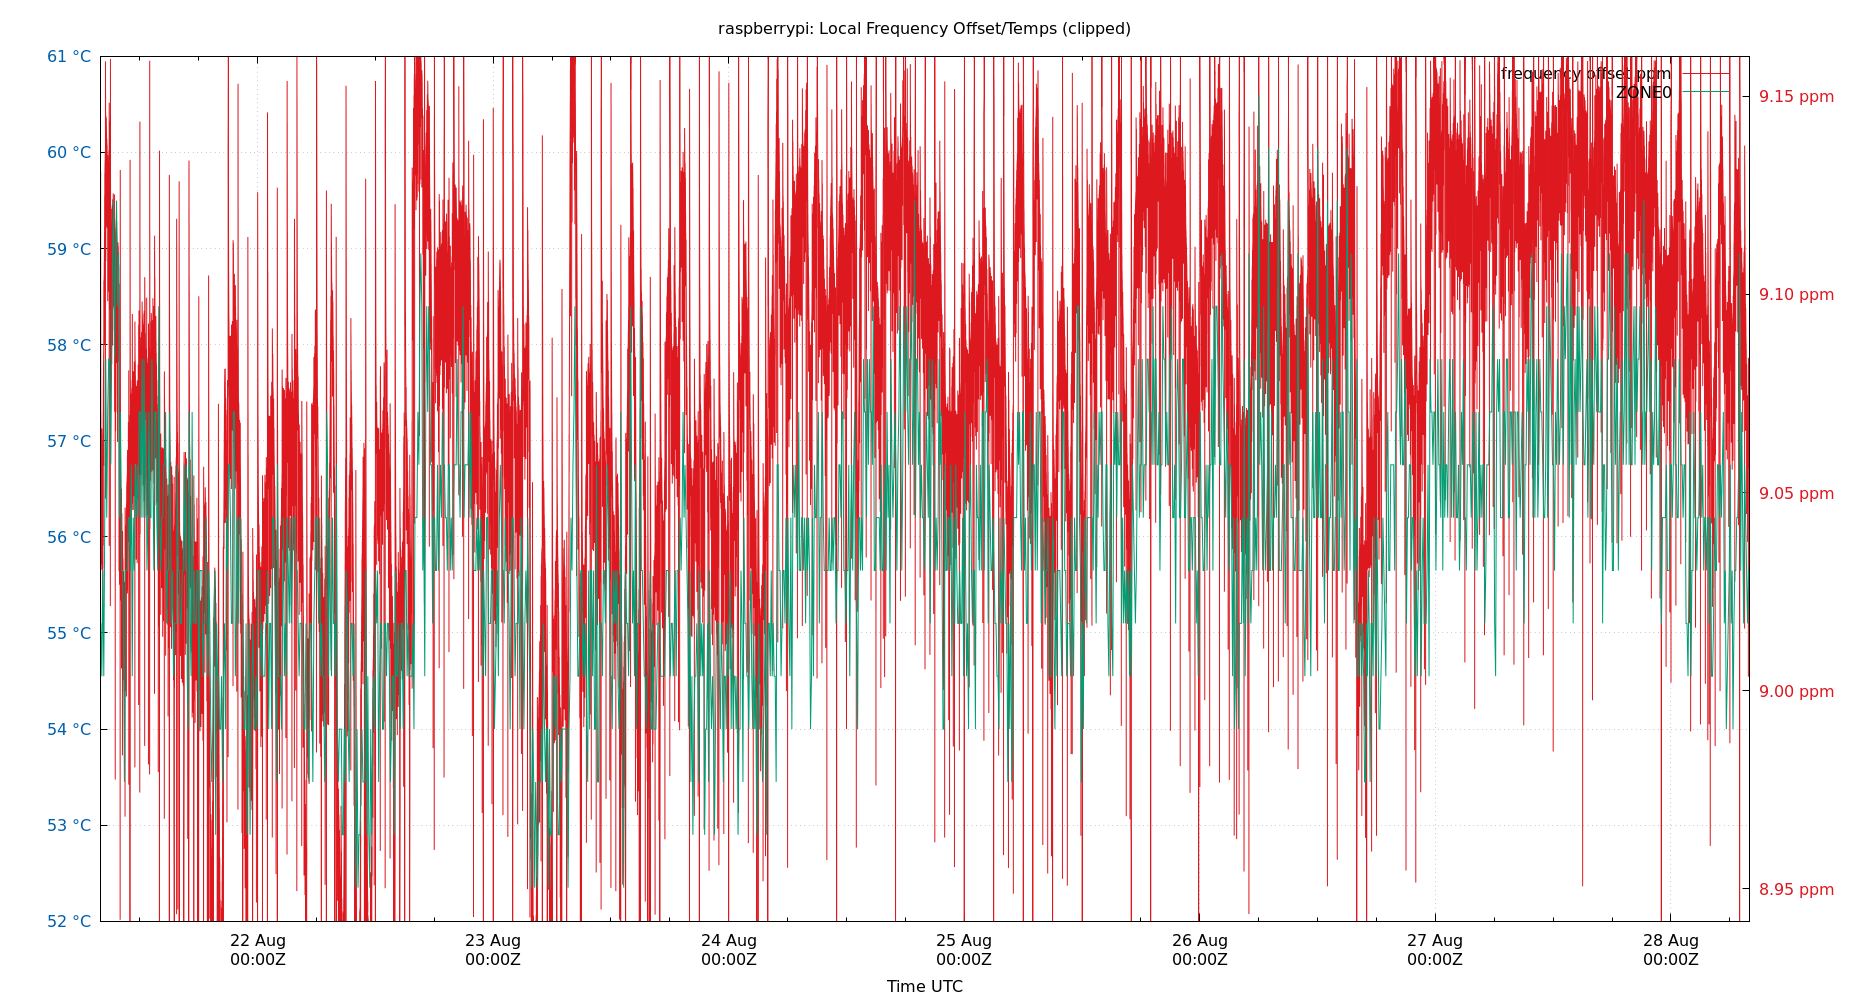 raspberrypi: Local Frequency Offset/Temps (clipped)
61 °C
60 °C
59 °C
58 °C
57 °C
56 °C
55 °C
54 °C
53 °C
52 °C
frequency offset ppm
ZONE0
9.15 ppm
9.10 ppm
9.05 ppm
9.00 ppm
8.95 ppm
22 Aug
00:00Z
23 Aug
00:00Z
24 Aug
00:00Z
25 Aug
00:00Z
26 Aug
00:00Z
27 Aug
00:00Z
28 Aug
00:00Z
Time UTC